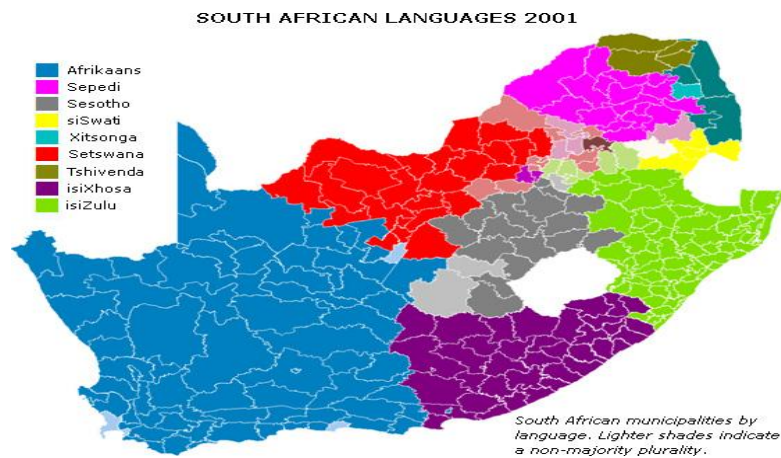 SOUTH AFRICAN LANGUAGES 2001
Afrikaans
Sepedi
Sesotho
siSwati
Xitsonga
Setswana
Tshivenda
isiXhosa
isiZulu
South African municipalities by
language. Lighter shades indicate
a non-majority plurality.